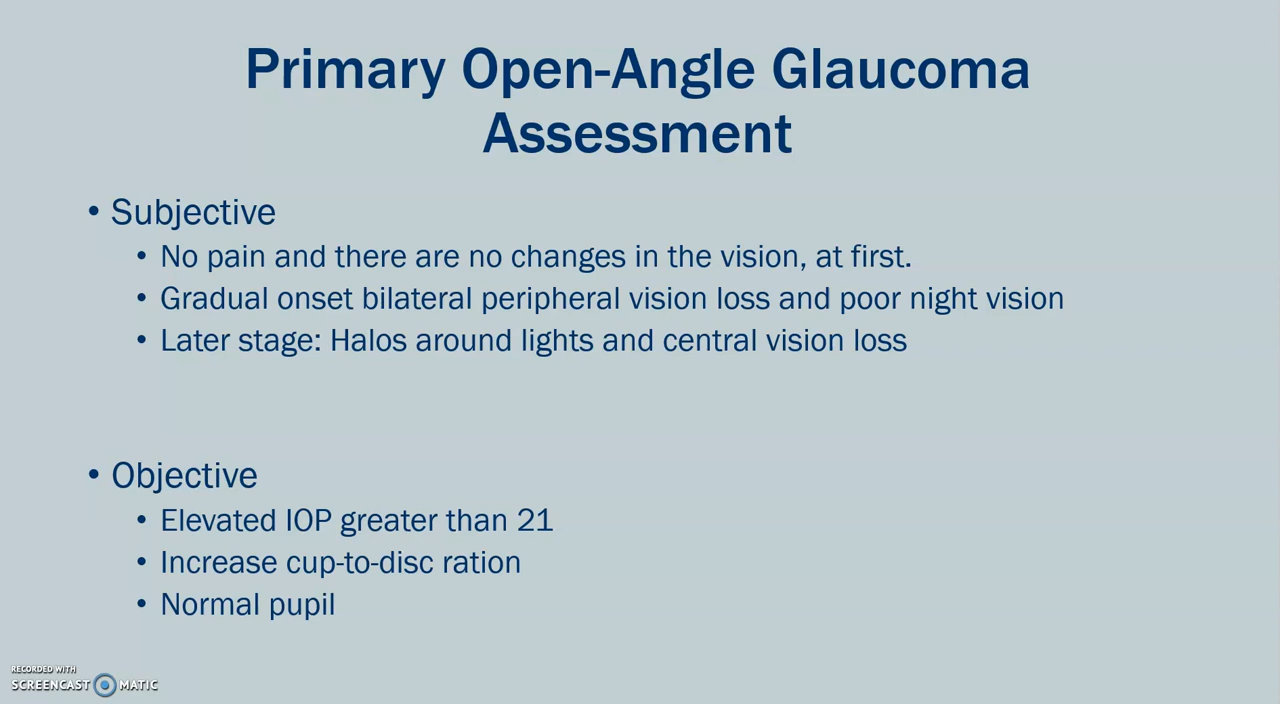 Primary Open-Angle Glaucoma
Assessment
• Subjective
• No pain and there are no changes in the vision, at first.
• Gradual onset bilateral peripheral vision loss and poor night vision
• Later stage: Halos around lights and central vision loss
• Objective
• Elevated IOP greater than 21
• Increase cup-to-disc ration
• Normal pupil
RECORDED WITH
SCREENCAST MATIC